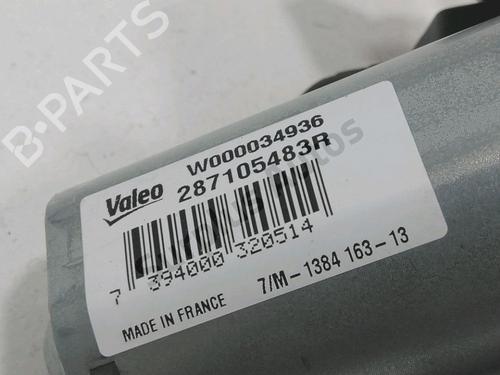 B-PARTS
W000034936
Valeo
287105483R
7 394000 320514
MADE IN FRANCE
7/M-1384 163-13